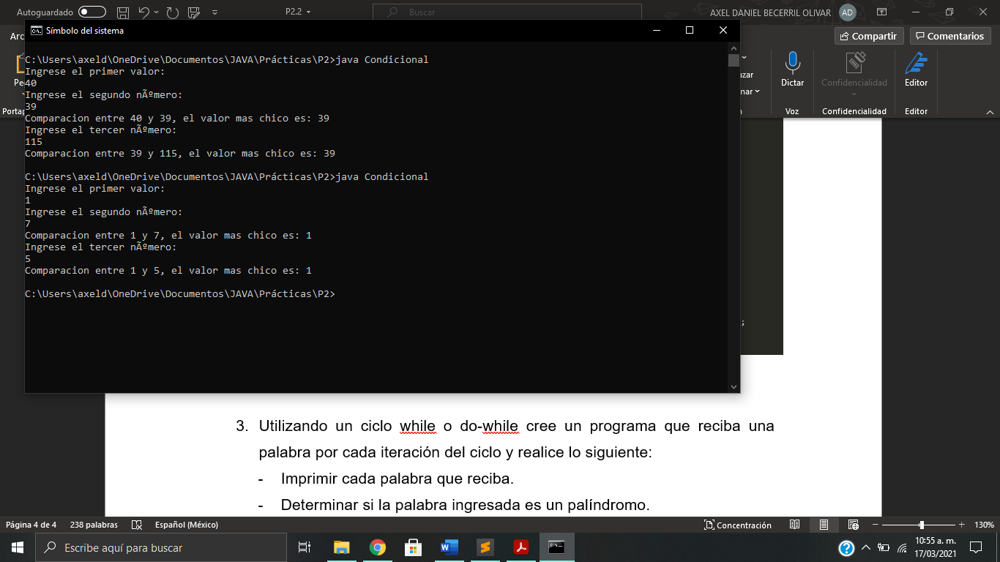 Autoguardado
P2.2
Buscar
AXEL DANIEL BECERRIL OLIVAR
AD
Símbolo del sistema
Compartir
Comentarios
Dictar
Confidencialidad
Editor
Voz
Confidencialidad
Editor
C:\Users\axeld\OneDrive\Documentos\JAVA\Prácticas\P2>java Condicional
Ingrese el primer valor:
40
Ingrese el segundo nÃºmero:
39
Comparacion entre 40 y 39, el valor mas chico es: 39
Ingrese el tercer nÃºmero:
115
Comparacion entre 39 y 115, el valor mas chico es: 39
C:\Users\axeld\OneDrive\Documentos\JAVA\Prácticas\P2>java Condicional
Ingrese el primer valor:
1
Ingrese el segundo nÃºmero:
7
Comparacion entre 1 y 7, el valor mas chico es: 1
Ingrese el tercer nÃºmero:
5
Comparacion entre 1 y 5, el valor mas chico es: 1
C:\Users\axeld\OneDrive\Documentos\JAVA\Prácticas\P2>
;
3. Utilizando un ciclo while o do-while cree un programa que reciba una
palabra por cada iteración del ciclo y realice lo siguiente:
- Imprimir cada palabra que reciba.
- Determinar si la palabra ingresada es un palíndromo.
Página 4 de 4
238 palabras
Español (México)
Concentración
130%
Escribe aquí para buscar
10:55 a. m.
17/03/2021